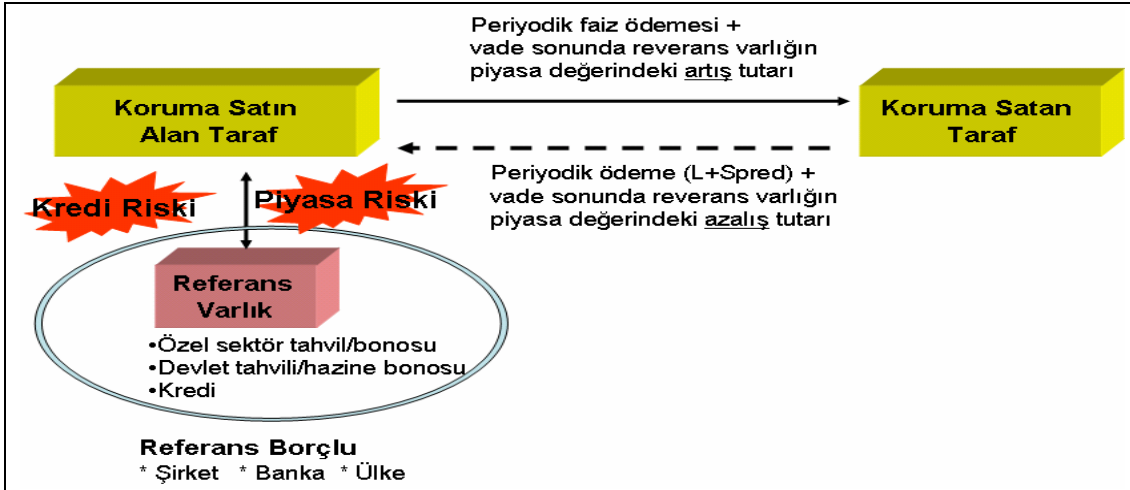 Periyodik faiz ödemesi +
vade sonunda reverans varlığın
piyasa değerindeki artış tutarı
Koruma Satın
Alan Taraf
Koruma Satan
Taraf
Periyodik ödeme (L+Spred) +
vade sonunda reverans varlığın
piyasa değerindeki azalış tutarı
Kredi Riski
Piyasa Riski
Referans
Varlık
•Özel sektör tahvil/bonosu
•Devlet tahvili/hazine bonosu
•Kredi
Referans Borçlu
* Şirket * Banka * Ülke